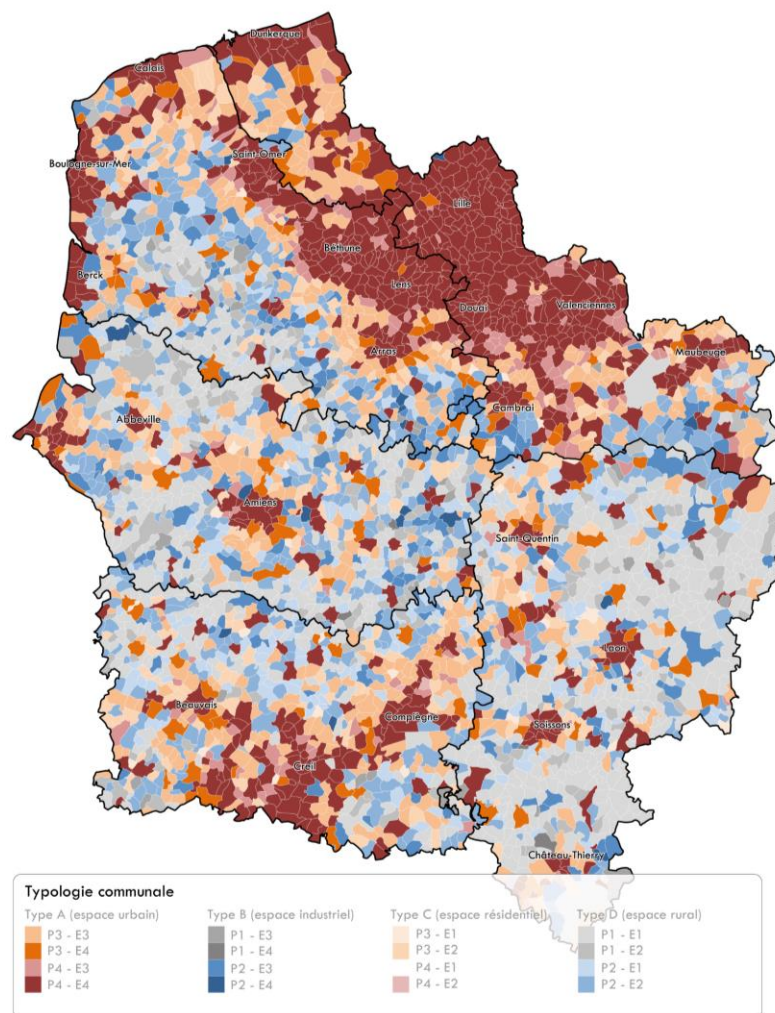 Dunkerque
Calais
Saint-Omer
Boulogne-sur-Mer
Lille
Béthune
Berck
Lens
Douai
Valenciennes
Arras
Maubeuge
Cambrai
Abbeville
Amiens
Saint-Quentin
Laon
Beauvais
Compiègne
Soissons
Creil
Château-Thierry
Typologie communale
Type A (espace urbain)
P3 - E3
P3 - E4
P4 - E3
P4 - E4
Type B (espace industriel)
P1 - E3
P1 - E4
P2 - E3
P2 - E4
Type C (espace résidentiel)
P3 - E1
P3 - E2
P4 - E1
P4 - E2
Type D (espace rural)
P1 - E1
P1 - E2
P2 - E1
P2 - E2